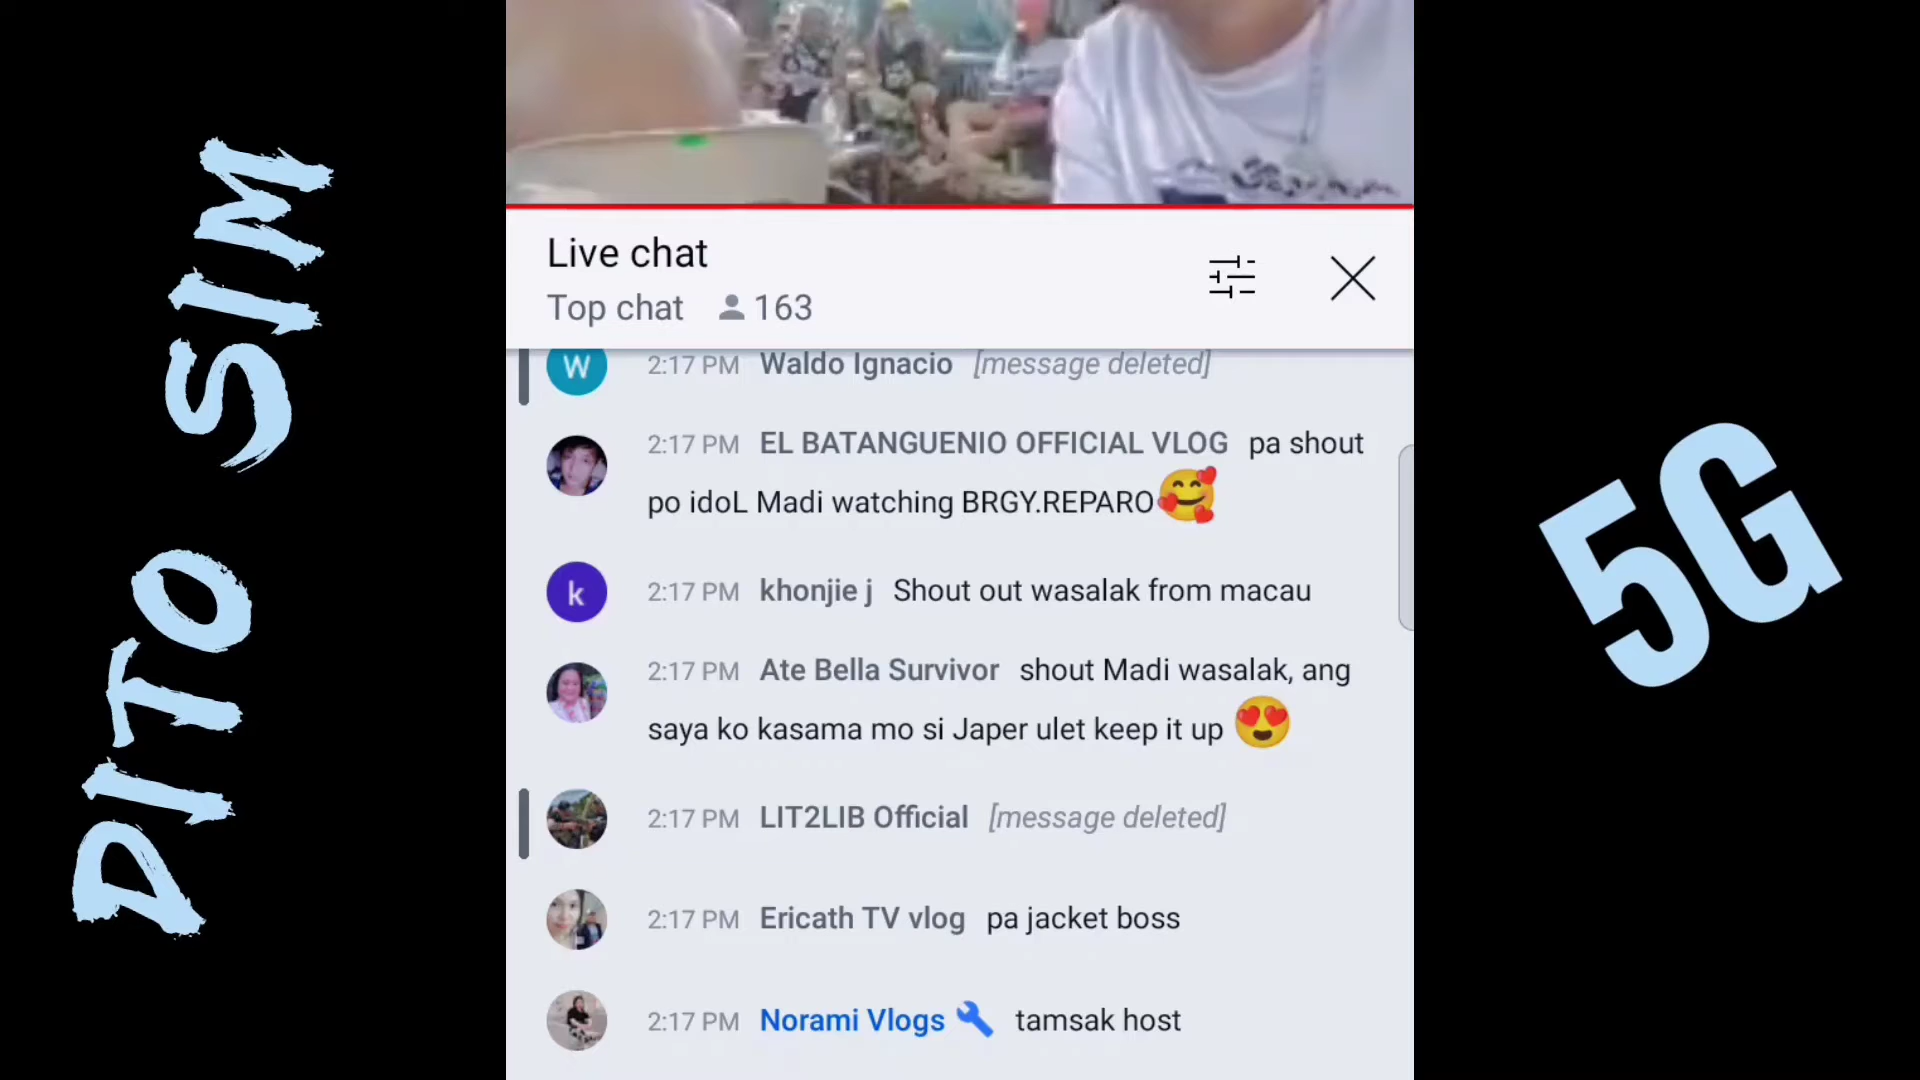 DITO SIM
5G
Live chat
Top chat 163
W 2:17 PM Waldo Ignacio [message deleted]
2:17 PM EL BATANGUENIO OFFICIAL VLOG pa shout
po idoL Madi watching BRGY.REPARO🥰
k 2:17 PM khonjie j Shout out wasalak from macau
2:17 PM Ate Bella Survivor shout Madi wasalak, ang
saya ko kasama mo si Japer ulet keep it up 😍
2:17 PM LIT2LIB Official [message deleted]
2:17 PM Ericath TV vlog pa jacket boss
2:17 PM Norami Vlogs 🔧 tamsak host